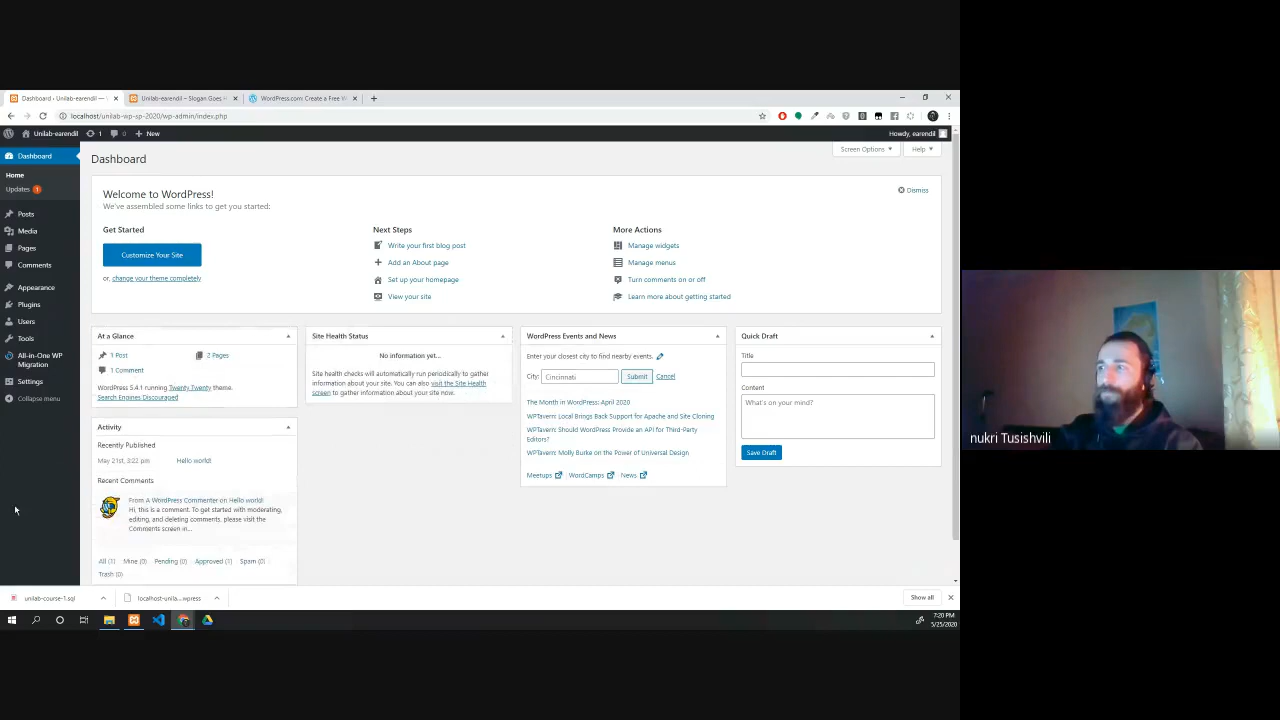 Dashboard ‹ Unilab-earendil —
Unilab-earendil – Slogan Goes H
WordPress.com: Create a Free W
localhost/unilab-wp-sp-2020/wp-admin/index.php
Unilab-earendil
1
0
New
Howdy, earendil
Dashboard
Home
Updates 1
Posts
Media
Pages
Comments
Appearance
Plugins
Users
Tools
All-in-One WP
Migration
Settings
Collapse menu
Dashboard
Screen Options
Help
Welcome to WordPress!
We've assembled some links to get you started:
Dismiss
Get Started
Customize Your Site
or, change your theme completely
Next Steps
Write your first blog post
Add an About page
Set up your homepage
View your site
More Actions
Manage widgets
Manage menus
Turn comments on or off
Learn more about getting started
At a Glance
1 Post
2 Pages
1 Comment
WordPress 5.4.1 running Twenty Twenty theme.
Search Engines Discouraged
Activity
Recently Published
May 21st, 3:22 pm
Hello world!
Recent Comments
From A WordPress Commenter on Hello world!
Hi, this is a comment. To get started with moderating,
editing, and deleting comments, please visit the
Comments screen in...
All (1)
Mine (0)
Pending (0)
Approved (1)
Spam (0)
Trash (0)
Site Health Status
No information yet...
Site health checks will automatically run periodically to gather
information about your site. You can also visit the Site Health
screen to gather information about your site now.
WordPress Events and News
Enter your closest city to find nearby events.
City:
Cincinnati
Submit
Cancel
The Month in WordPress: April 2020
WPTavern: Local Brings Back Support for Apache and Site Cloning
WPTavern: Should WordPress Provide an API for Third-Party
Editors?
WPTavern: Molly Burke on the Power of Universal Design
Meetups
WordCamps
News
Quick Draft
Title
Content
What's on your mind?
Save Draft
nukri Tusishvili
unilab-course-1.sql
localhost-unila....wpress
Show all
7:20 PM
5/25/2020